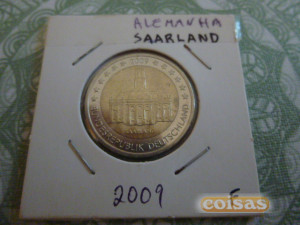 ALEMANHA
SAARLAND
BUNDESREPUBLIK DEUTSCHLAND
2009
F
coisas